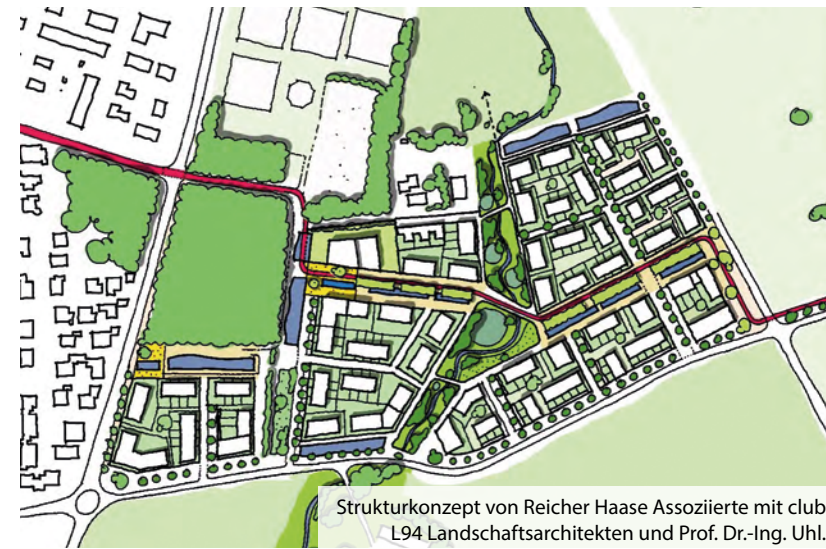 Strukturkonzept von Reicher Haase Assoziierte mit club
L94 Landschaftsarchitekten und Prof. Dr.-Ing. Uhl.